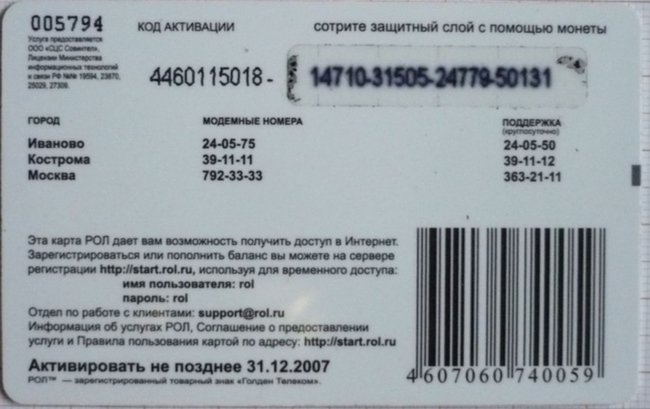 005794 КОД АКТИВАЦИИ сотрите защитный слой с помощью монеты
Услуга предоставляется
ООО «СЦС Совинтел»,
Лицензии Министерства
информационных технологий
и связи РФ №№ 19594, 23870,
25029, 27309.
4460115018 - 14710-31505-24779-50131
ГОРОД МОДЕМНЫЕ НОМЕРА ПОДДЕРЖКА
(круглосуточно)
Иваново 24-05-75 24-05-50
Кострома 39-11-11 39-11-12
Москва 792-33-33 363-21-11
Эта карта РОЛ дает вам возможность получить доступ в Интернет.
Зарегистрироваться или пополнить баланс вы можете на сервере
регистрации http://start.rol.ru, используя для временного доступа:
имя пользователя: rol
пароль: rol
Отдел по работе с клиентами: support@rol.ru
Информация об услугах РОЛ, Соглашение о предоставлении
услуги и Правила пользования картой по адресу: http://start.rol.ru
Активировать не позднее 31.12.2007
РОЛ™ — зарегистрированный товарный знак «Голден Телеком».
4 607060 740059